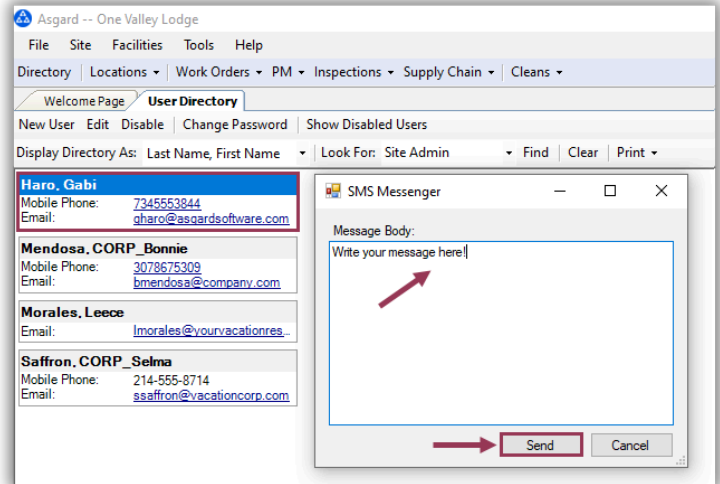 Asgard -- One Valley Lodge
File Site Facilities Tools Help
Directory Locations Work Orders PM Inspections Supply Chain Cleans
Welcome Page User Directory
New User Edit Disable Change Password Show Disabled Users
Display Directory As: Last Name, First Name Look For: Site Admin Find Clear Print
Haro, Gabi
Mobile Phone: 7345553844
Email: gharo@asgardsoftware.com
Mendosa, CORP_Bonnie
Mobile Phone: 3078675309
Email: bmendosa@company.com
Morales, Leece
Email: lmorales@yourvacationres...
Saffron, CORP_Selma
Mobile Phone: 214-555-8714
Email: ssaffron@vacationcorp.com
SMS Messenger
Message Body:
Write your message here!
Send Cancel